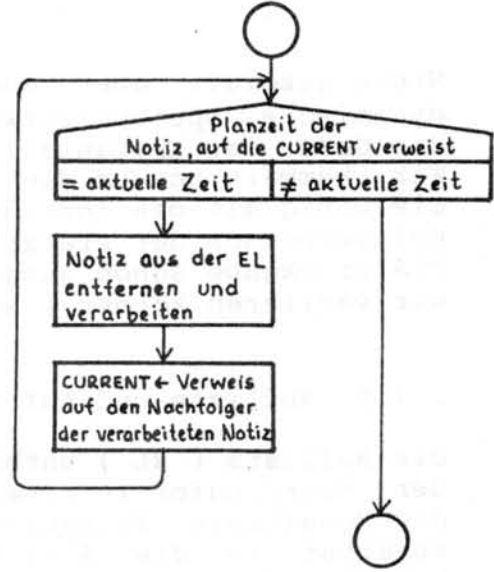 Planzeit der
Notiz, auf die CURRENT verweist
= aktuelle Zeit
≠ aktuelle Zeit
Notiz aus der EL
entfernen und
verarbeiten
CURRENT ← Verweis
auf den Nachfolger
der verarbeiteten Notiz